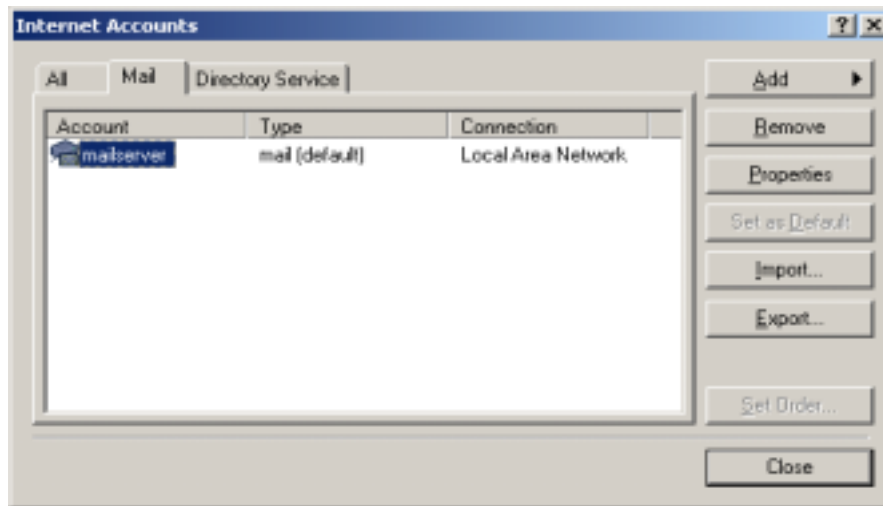 Internet Accounts
All Mail Directory Service
Add
Account Type Connection
Remove
mailserver mail (default) Local Area Network
Properties
Set as Default
Import...
Export...
Set Order...
Close